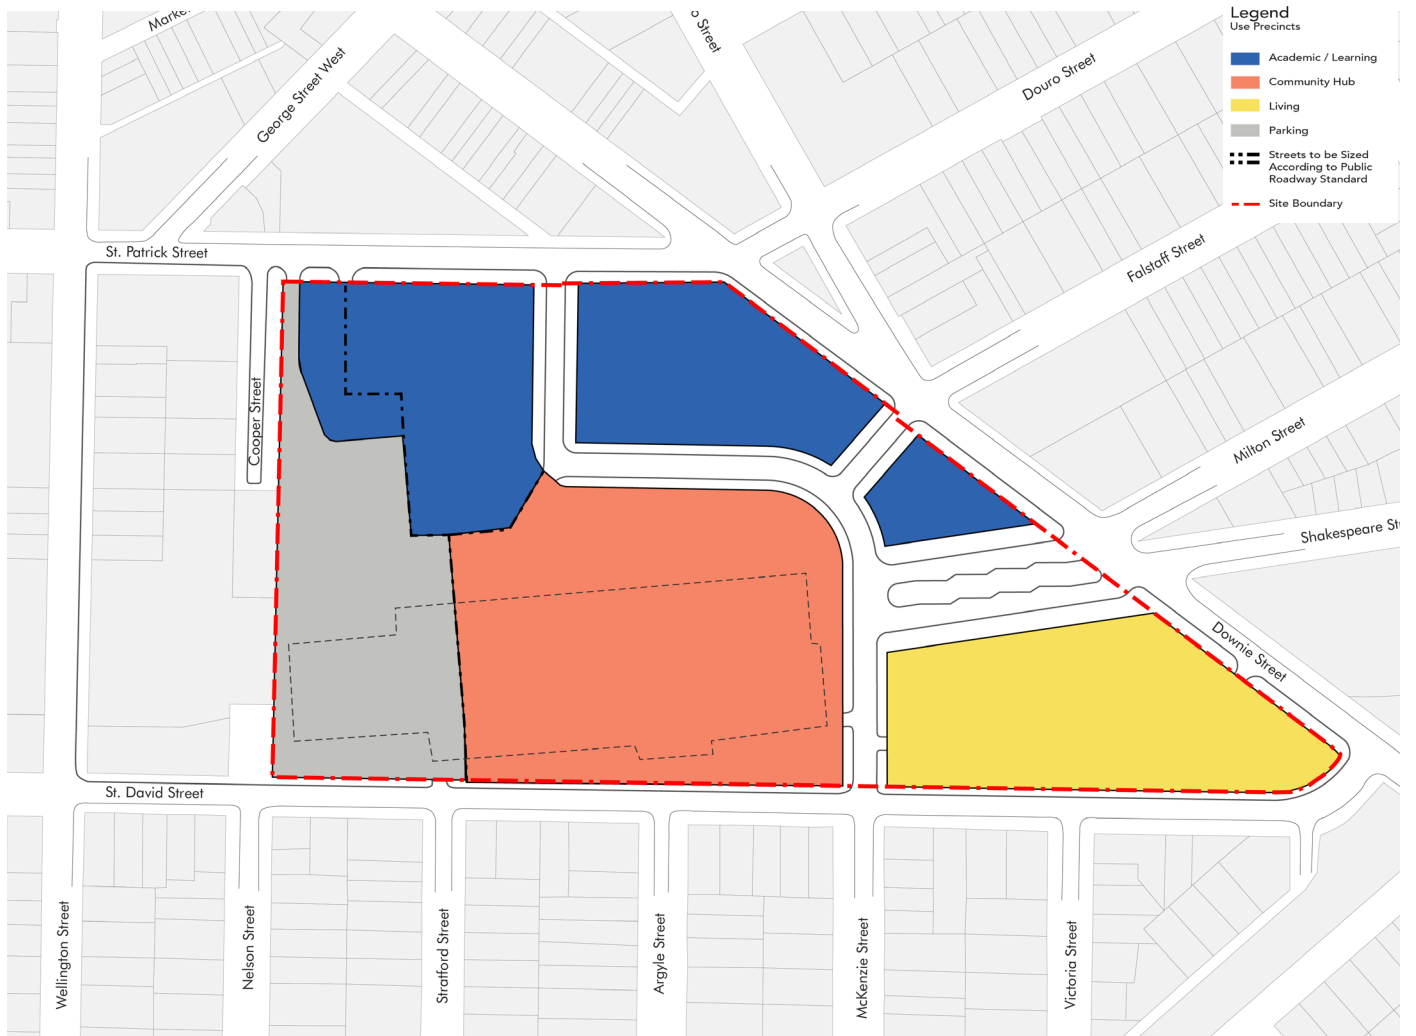 Legend
Use Precincts
Academic / Learning
Community Hub
Living
Parking
Streets to be Sized
According to Public
Roadway Standard
Site Boundary
George Street West
Street
Douro Street
Falstaff Street
Milton Street
Shakespeare
St. Patrick Street
Cooper Street
Downie Street
St. David Street
Wellington Street
Nelson Street
Stratford Street
Argyle Street
McKenzie Street
Victoria Street